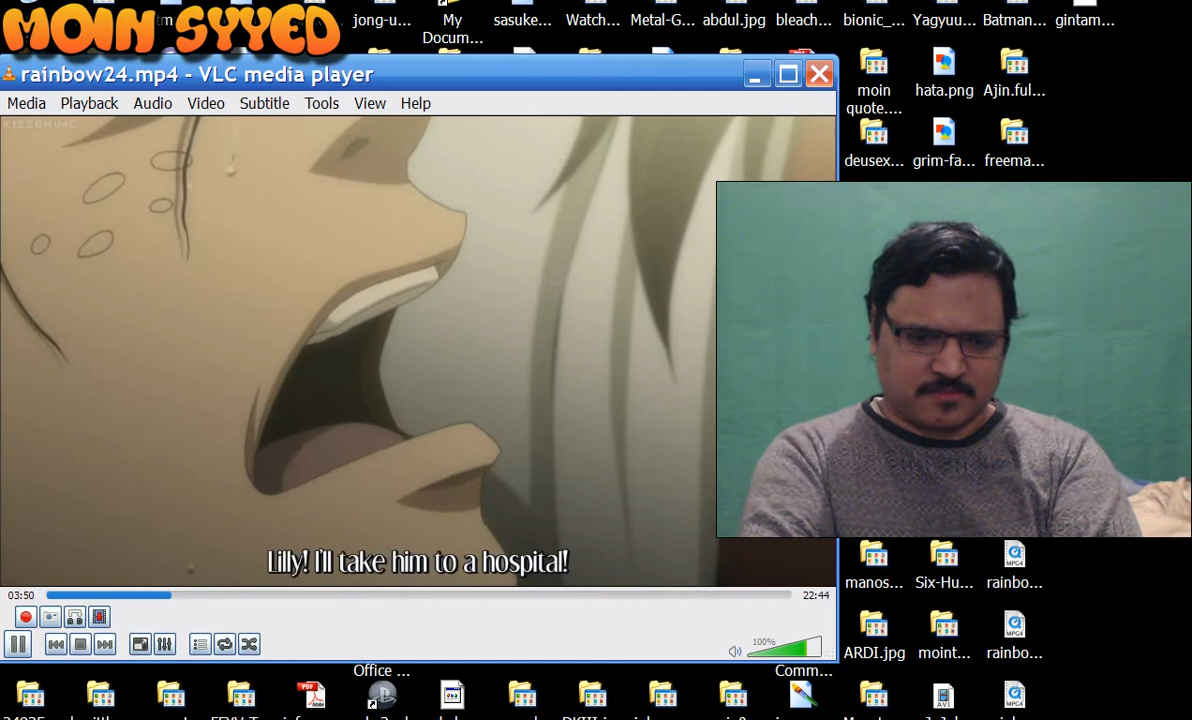 jong-u...
My
Docum...
sasuke...
Watch...
Metal-G...
abdul.jpg
bleach...
bionic_...
Yagyuu...
Batman...
gintam...
MOIN SYYED
rainbow24.mp4 - VLC media player
Media Playback Audio Video Subtitle Tools View Help
KISSANIME
moin
quote....
hata.png
Ajin.ful...
deusex...
grim-fa...
freema...
Lilly! I'll take him to a hospital!
03:50
22:44
100%
manos...
Six-Hu...
rainbo...
ARDI.jpg
moint...
rainbo...
Office ...
Comm...